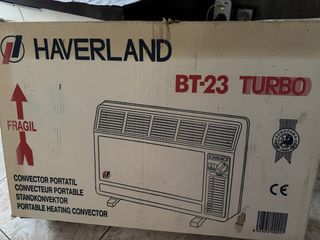 HAVERLAND
BT-23 TURBO
FRAGIL
CONVECTOR PORTATIL
CONVECTEUR PORTABLE
STANDKONVEKTOR
PORTABLE HEATING CONVECTOR
CE